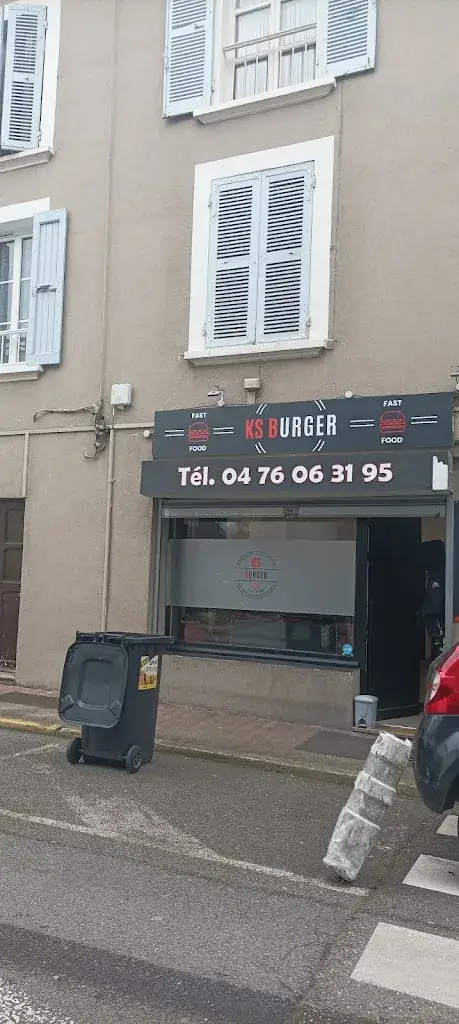 FAST FOOD
KS BURGER
FAST FOOD
Tél. 04 76 06 31 95
KS
BURGER